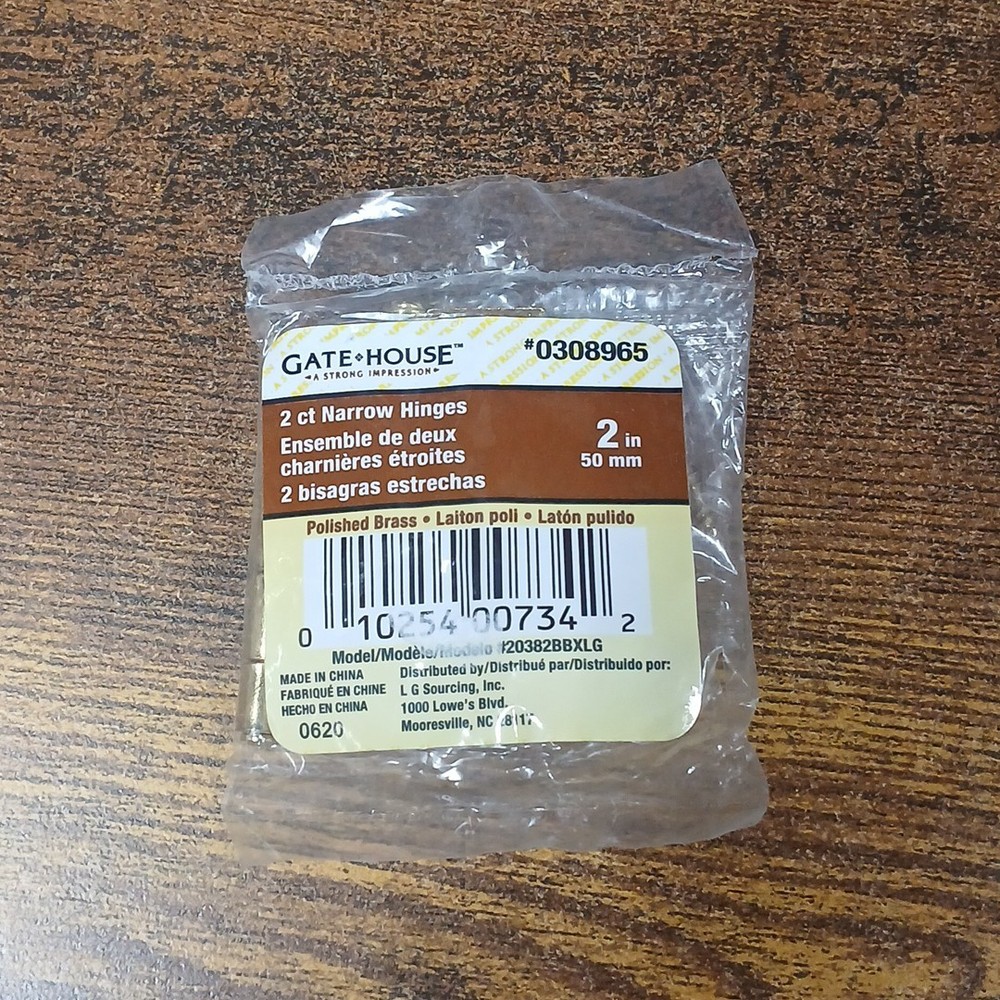 GATE HOUSE™
A STRONG IMPRESSION
#0308965
2 ct Narrow Hinges
Ensemble de deux
charnières étroites
2 bisagras estrechas
2 in
50 mm
Polished Brass • Laiton poli • Latón pulido
0 10254 00734 2
Model/Modèle/Modelo #20382BBXLG
MADE IN CHINA
FABRIQUÉ EN CHINE
HECHO EN CHINA
0620
Distributed by/Distribué par/Distribuido por:
L G Sourcing, Inc.
1000 Lowe's Blvd.
Mooresville, NC 28117